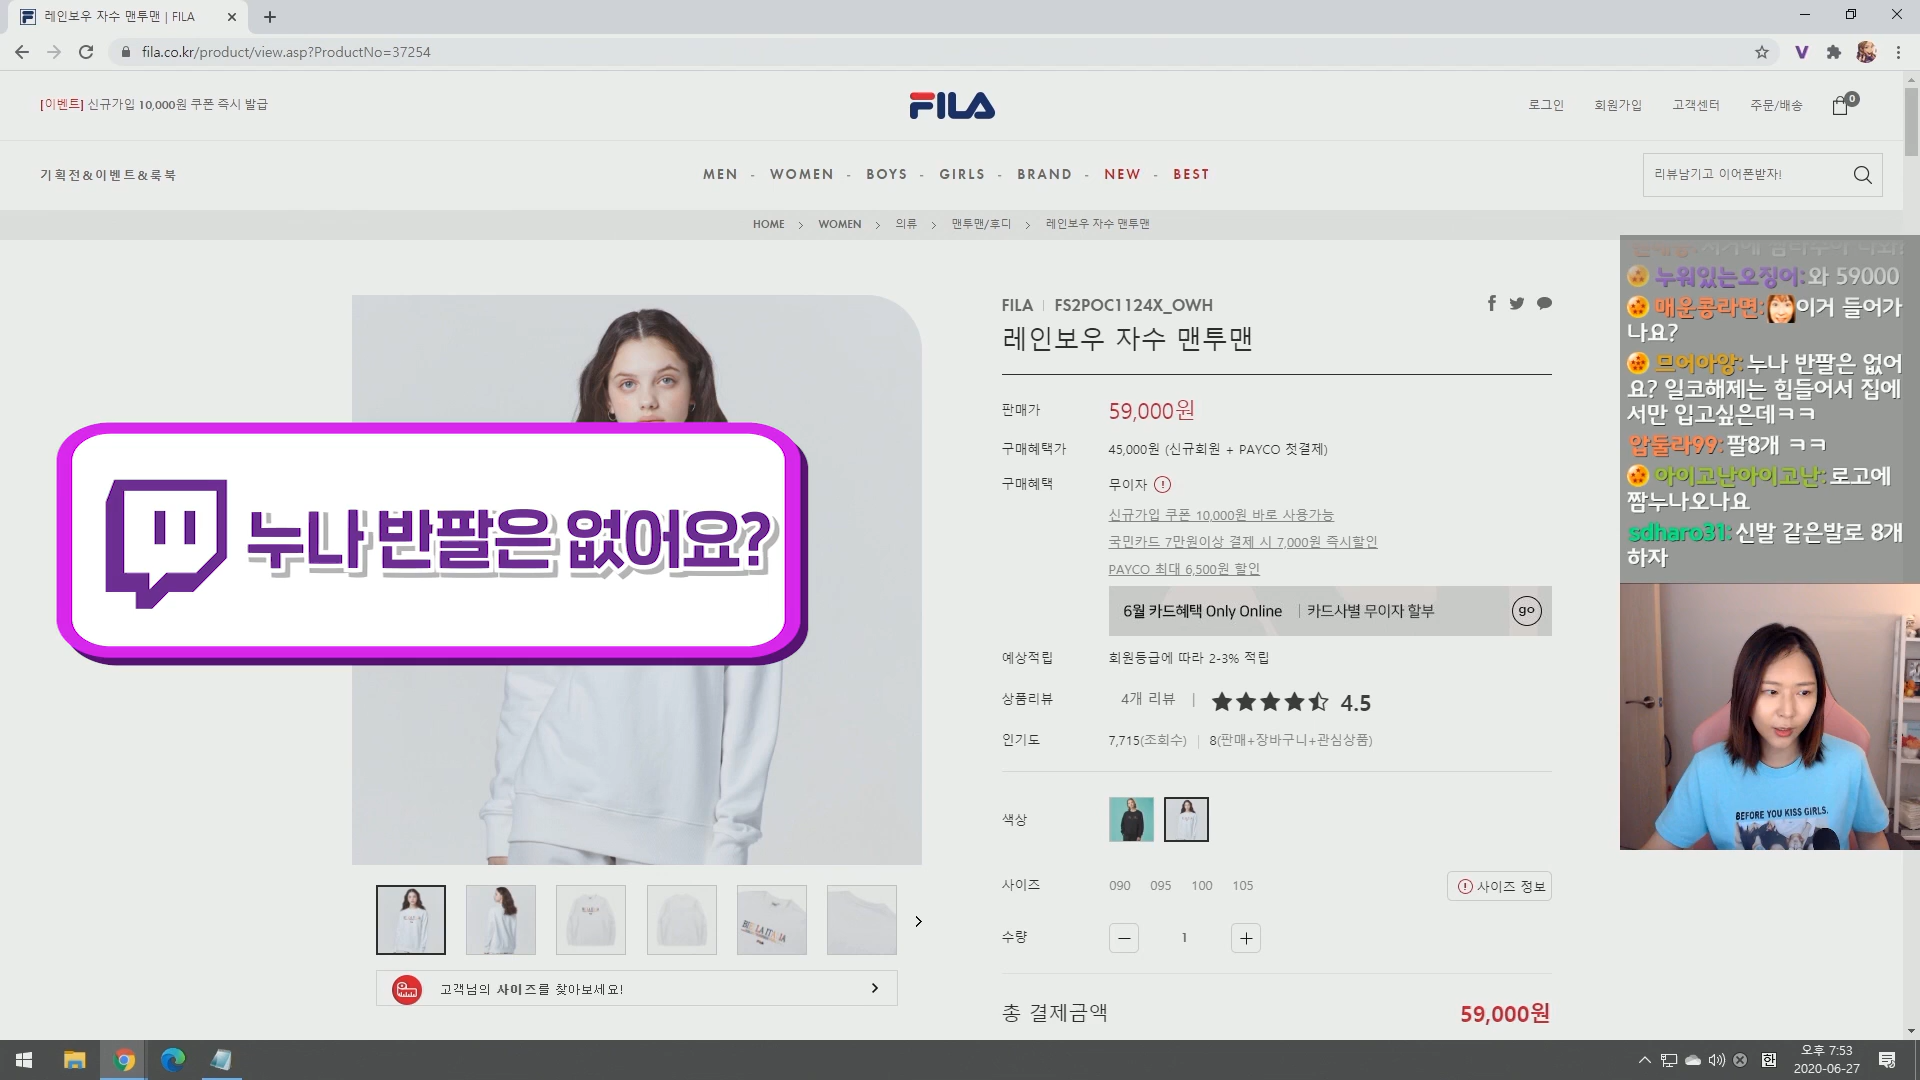 레인보우 자수 맨투맨 | FILA
fila.co.kr/product/view.asp?ProductNo=37254
[이벤트] 신규가입 10,000원 쿠폰 즉시 발급
FILA
로그인 회원가입 고객센터 주문/배송 0
기획전&이벤트&룩북
MEN - WOMEN - BOYS - GIRLS - BRAND - NEW - BEST
리뷰남기고 이어폰받자!
HOME > WOMEN > 의류 > 맨투맨/후디 > 레인보우 자수 맨투맨
FILA | FS2POC1124X_OWH
레인보우 자수 맨투맨
판매가 59,000원
구매혜택가 45,000원 (신규회원 + PAYCO 첫결제)
구매혜택 무이자
신규가입 쿠폰 10,000원 바로 사용가능
국민카드 7만원이상 결제 시 7,000원 즉시할인
PAYCO 최대 6,500원 할인
6월 카드혜택 Only Online | 카드사별 무이자 할부 go
예상적립 회원등급에 따라 2-3% 적립
상품리뷰 4개 리뷰 | 4.5
인기도 7,715(조회수) | 8(판매+장바구니+관심상품)
색상
사이즈 090 095 100 105 사이즈 정보
수량 1
총 결제금액 59,000원
누나 반팔은 없어요?
고객님의 사이즈를 찾아보세요!
누워있는오징어: 와 59000
매운콩라면: 이거 들어가
나요?
므어아앙: 누나 반팔은 없어
요? 일코해제는 힘들어서 집에
서만 입고싶은데ㅋㅋ
암둘라99: 팔8개 ㅋㅋ
아이고난아이고난: 로고에
짬누나오나요
sdharo31: 신발 같은발로 8개
하자
BEFORE YOU KISS GIRLS.
한
오후 7:53
2020-06-27